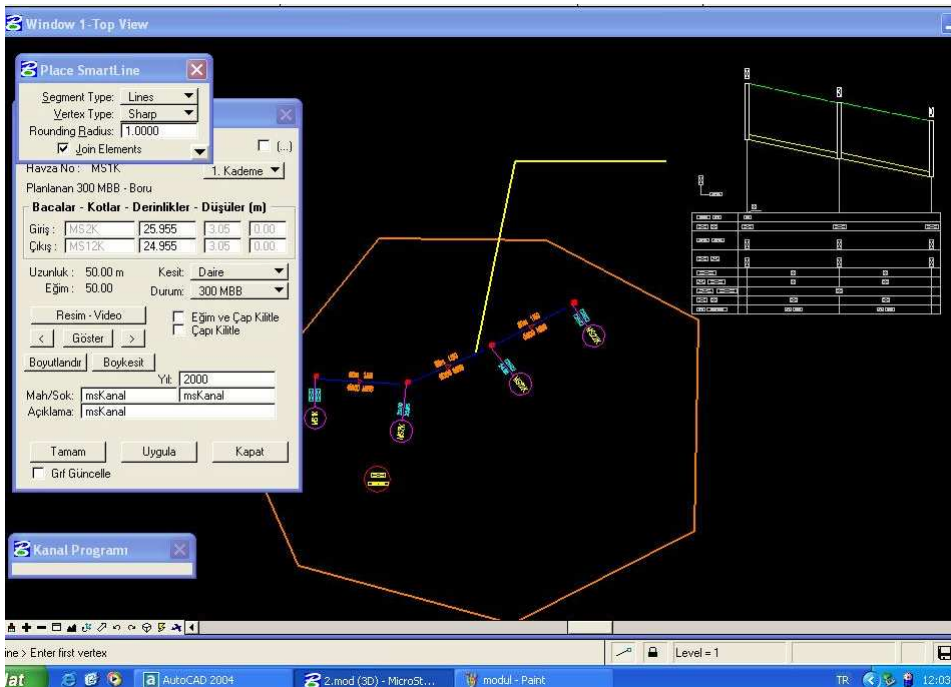 Window 1-Top View
Place SmartLine
Segment Type: Lines
Vertex Type: Sharp
Rounding Radius: 1.0000
Join Elements
(...)
Havza No : MS1K 1. Kademe
Planlanan 300 MBB - Boru
Bacalar - Kotlar - Derinlikler - Düşüler (m)
Giriş : MS2K 25.955 3.05 0.00
Çıkış : MS12K 24.955 3.05 0.00
Uzunluk : 50.00 m Kesit: Daire
Eğim : 50.00 Durum: 300 MBB
Resim - Video Eğim ve Çap Kilitle
Çapı Kilitle
< Göster >
Boyutlandır Boykesit
Yıl: 2000
Mah/Sok: msKanal msKanal
Açıklama: msKanal
Tamam Uygula Kapat
Grf Güncelle
Kanal Programı
ine > Enter first vertex Level = 1
lat AutoCAD 2004 2.mod (3D) - MicroSt... modul - Paint TR 12:03